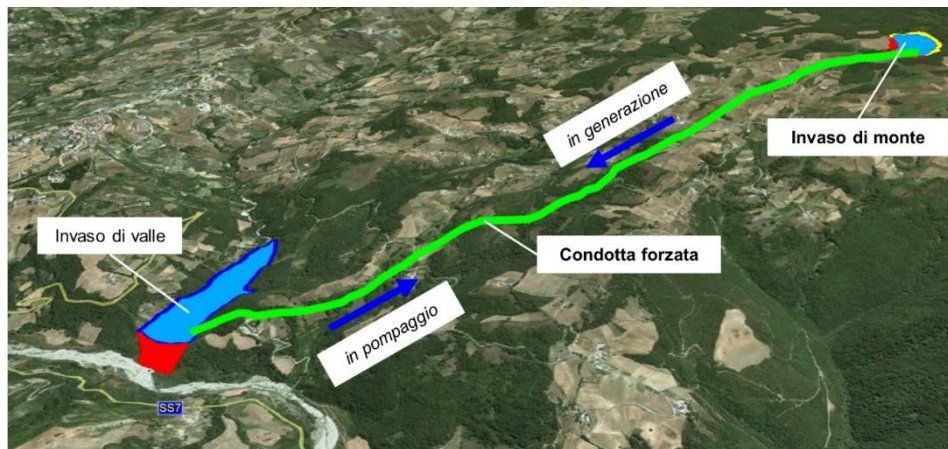 in generazione
Invaso di monte
Invaso di valle
Condotta forzata
in pompaggio
SS7